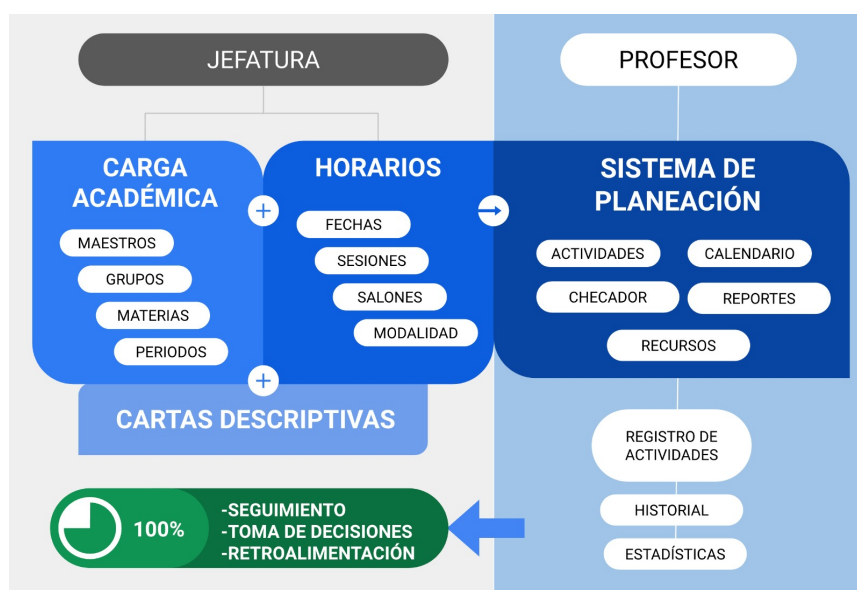 JEFATURA
PROFESOR
CARGA
ACADÉMICA
MAESTROS
GRUPOS
MATERIAS
PERIODOS
+
HORARIOS
FECHAS
SESIONES
SALONES
MODALIDAD
SISTEMA DE
PLANEACIÓN
ACTIVIDADES
CALENDARIO
CHECADOR
REPORTES
RECURSOS
+
CARTAS DESCRIPTIVAS
REGISTRO DE
ACTIVIDADES
HISTORIAL
ESTADÍSTICAS
100%
-SEGUIMIENTO
-TOMA DE DECISIONES
-RETROALIMENTACIÓN